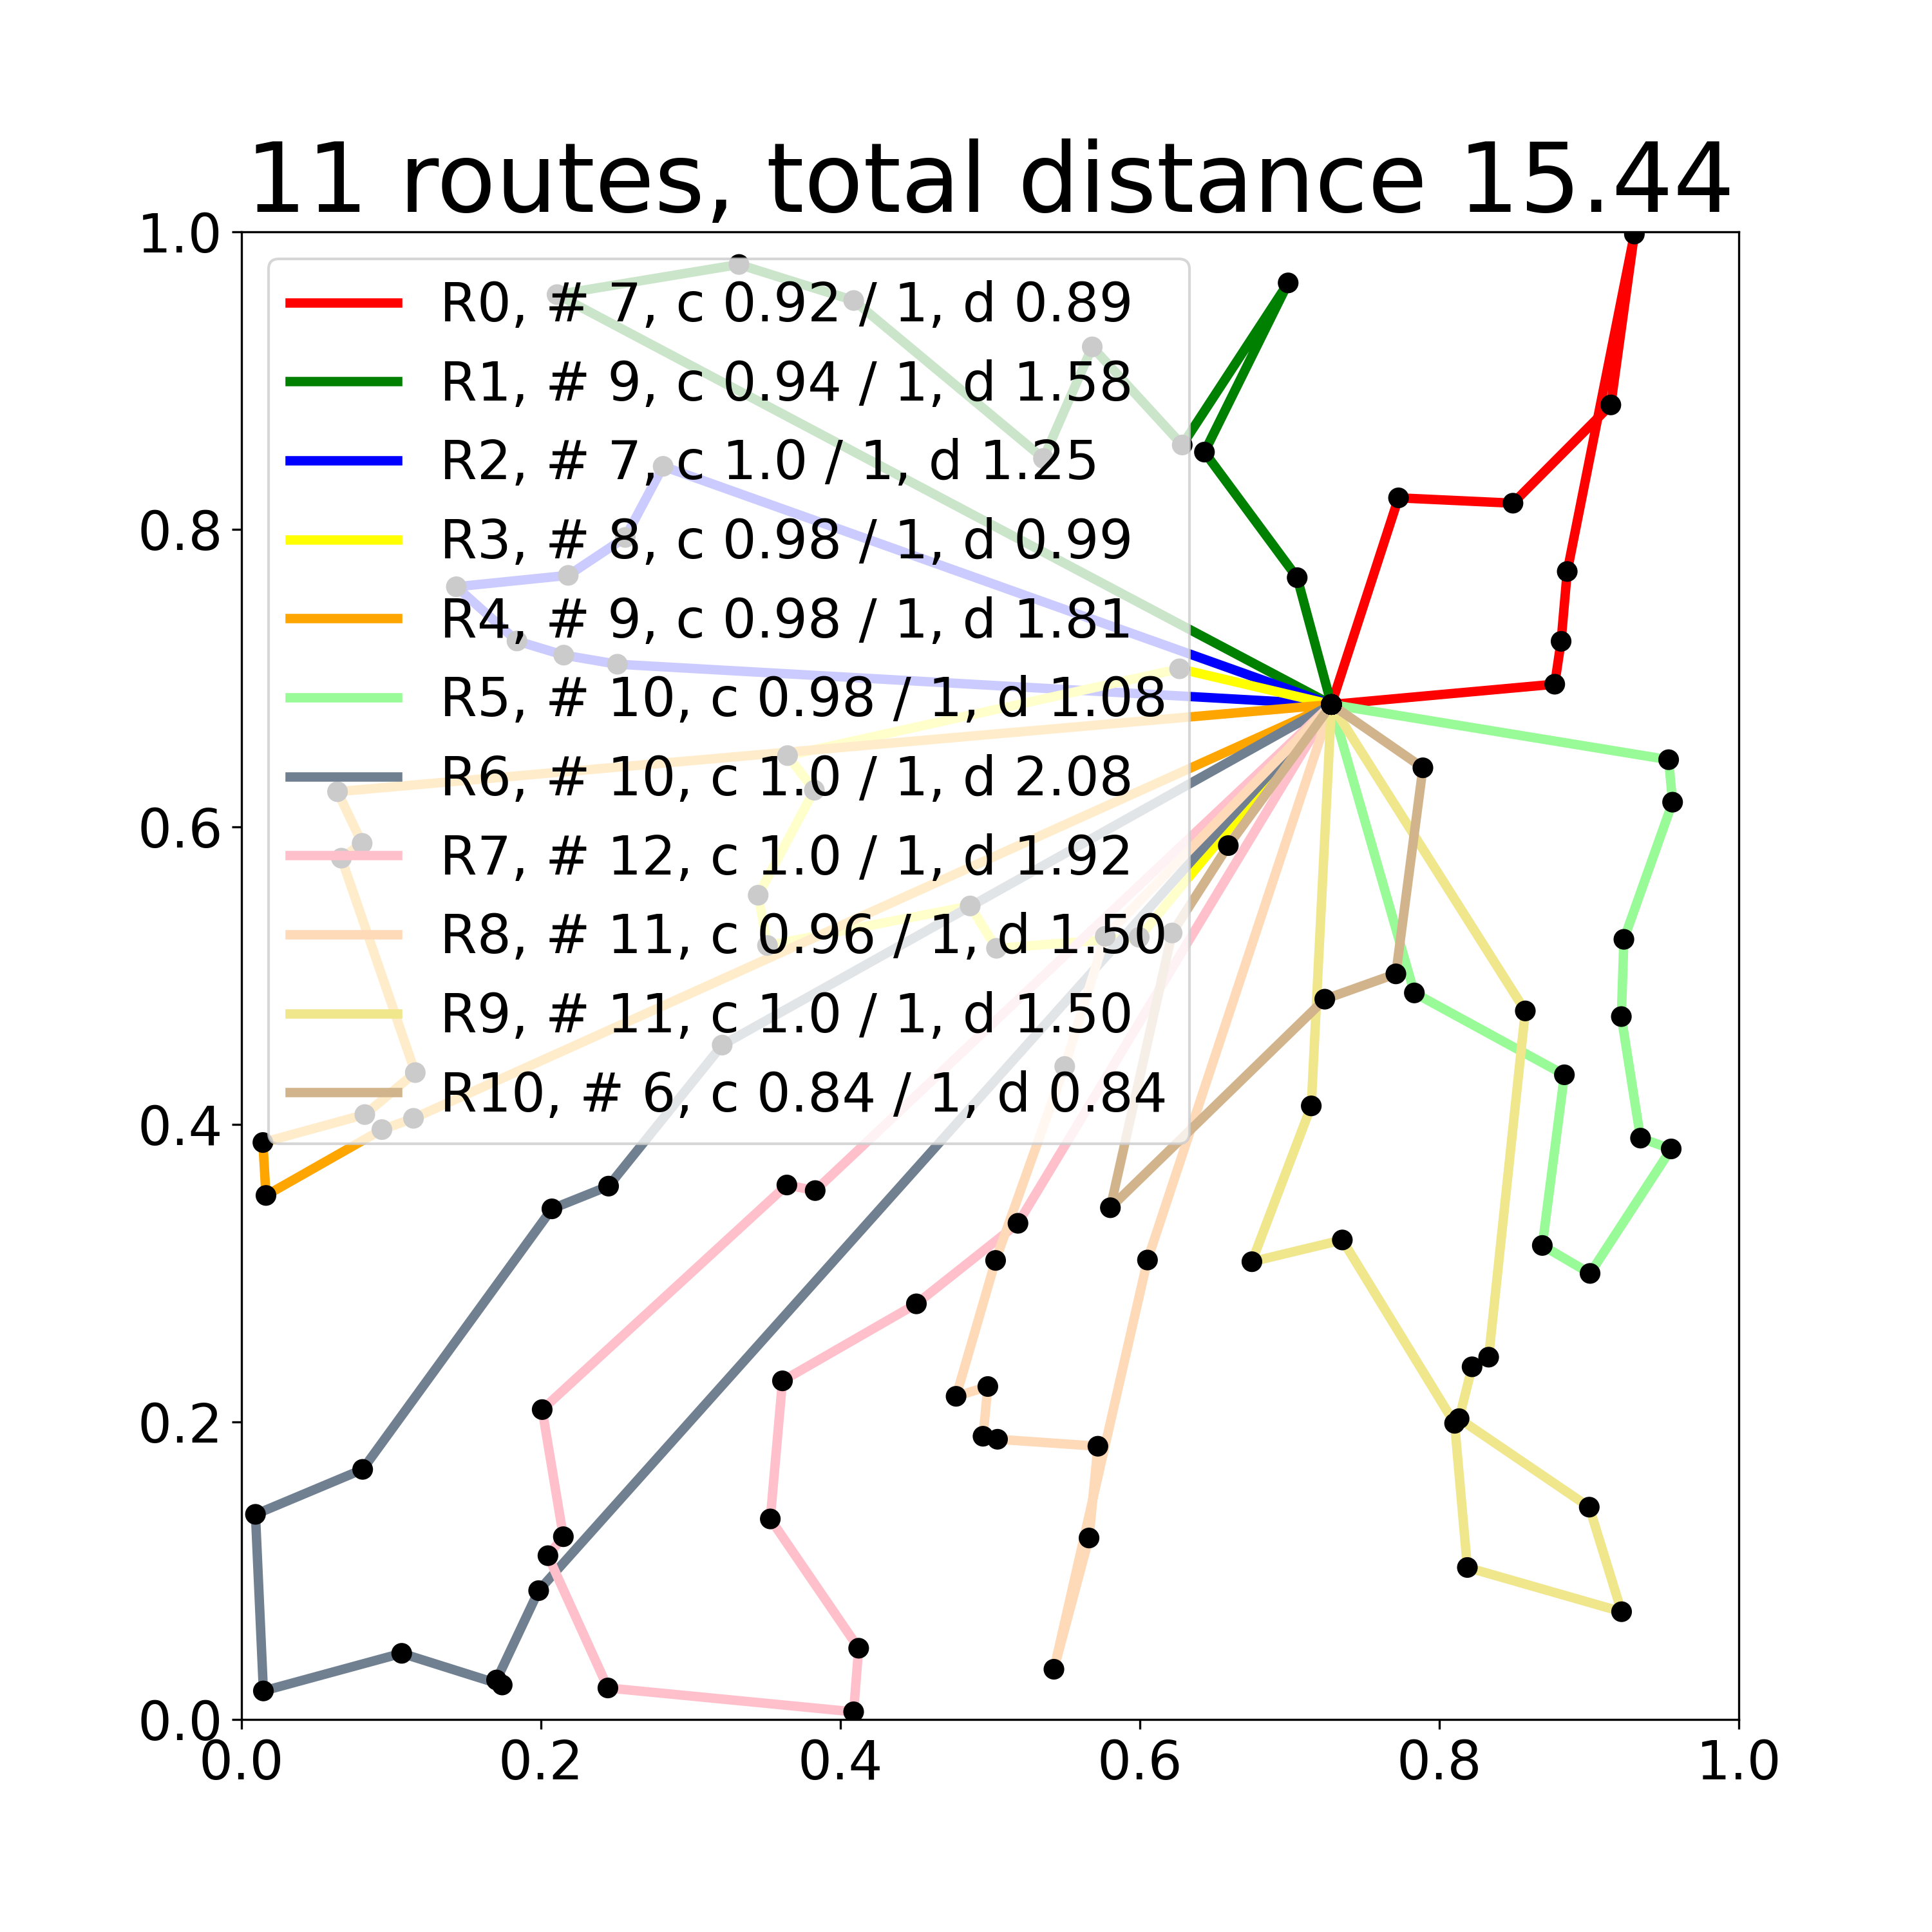 11 routes, total distance 15.44
1.0
0.8
0.6
0.4
0.2
0.0
R0, # 7, c 0.92 / 1, d 0.89
R1, # 9, c 0.94 / 1, d 1.58
R2, # 7, c 1.0 / 1, d 1.25
R3, # 8, c 0.98 / 1, d 0.99
R4, # 9, c 0.98 / 1, d 1.81
R5, # 10, c 0.98 / 1, d 1.08
R6, # 10, c 1.0 / 1, d 2.08
R7, # 12, c 1.0 / 1, d 1.92
R8, # 11, c 0.96 / 1, d 1.50
R9, # 11, c 1.0 / 1, d 1.50
R10, # 6, c 0.84 / 1, d 0.84
0.0 0.2 0.4 0.6 0.8 1.0